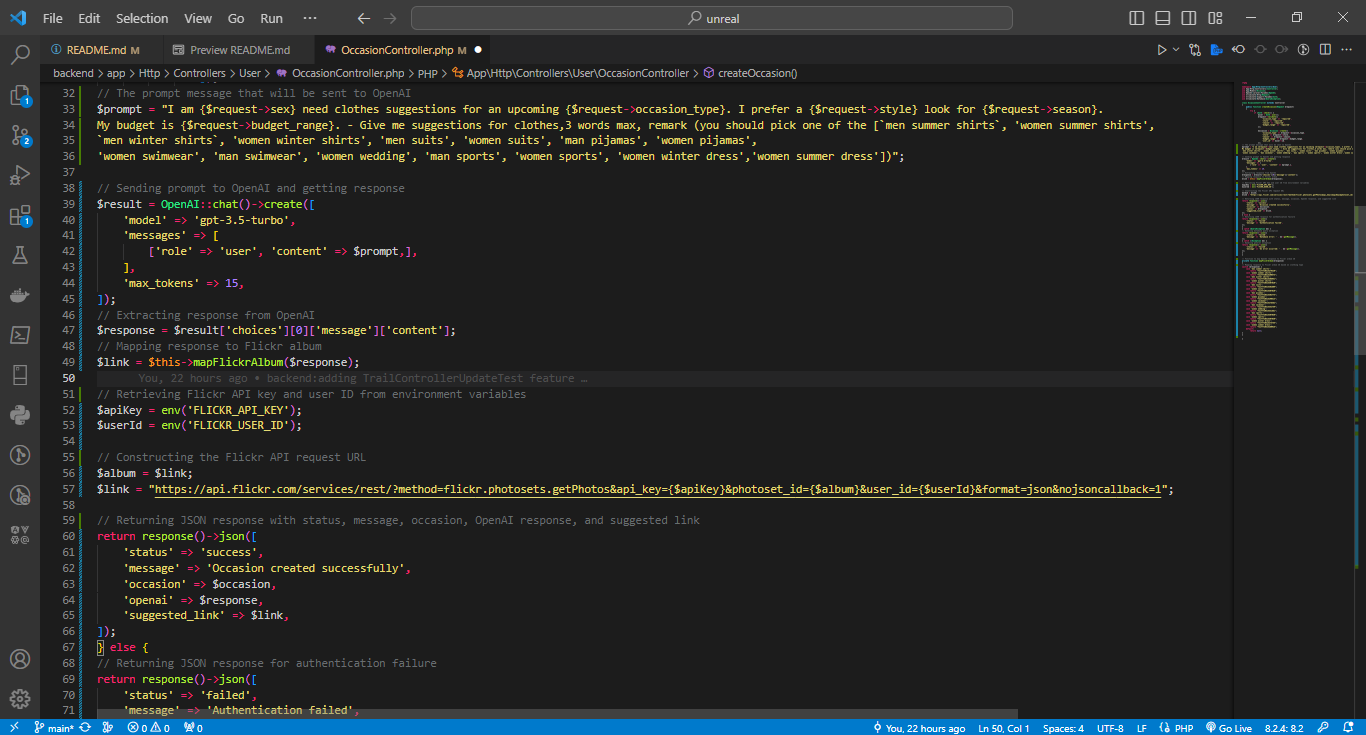 File Edit Selection View Go Run ··· unreal
README.md M Preview README.md OccasionController.php M
backend > app > Http > Controllers > User > OccasionController.php > PHP > App\Http\Controllers\User\OccasionController > createOccasion()
32 // The prompt message that will be sent to OpenAI
33 $prompt = "I am {$request->sex} need clothes suggestions for an upcoming {$request->occasion_type}. I prefer a {$request->style} look for {$request->season}.
34 My budget is {$request->budget_range}. - Give me suggestions for clothes,3 words max, remark (you should pick one of the [`men summer shirts`, 'women summer shirts',
35 `men winter shirts`, 'women winter shirts', 'men suits', 'women suits', 'man pijamas', 'women pijamas',
36 'women swimwear', 'man swimwear', 'women wedding', 'man sports', 'women sports', 'women winter dress','women summer dress'])";
37
38 // Sending prompt to OpenAI and getting response
39 $result = OpenAI::chat()->create([
40 'model' => 'gpt-3.5-turbo',
41 'messages' => [
42 ['role' => 'user', 'content' => $prompt,],
43 ],
44 'max_tokens' => 15,
45 ]);
46 // Extracting response from OpenAI
47 $response = $result['choices'][0]['message']['content'];
48 // Mapping response to Flickr album
49 $link = $this->mapFlickrAlbum($response);
50 You, 22 hours ago • backend:adding TrailControllerUpdateTest feature …
51 // Retrieving Flickr API key and user ID from environment variables
52 $apiKey = env('FLICKR_API_KEY');
53 $userId = env('FLICKR_USER_ID');
54
55 // Constructing the Flickr API request URL
56 $album = $link;
57 $link = "https://api.flickr.com/services/rest/?method=flickr.photosets.getPhotos&api_key={$apiKey}&photoset_id={$album}&user_id={$userId}&format=json&nojsoncallback=1";
58
59 // Returning JSON response with status, message, occasion, OpenAI response, and suggested link
60 return response()->json([
61 'status' => 'success',
62 'message' => 'Occasion created successfully',
63 'occasion' => $occasion,
64 'openai' => $response,
65 'suggested_link' => $link,
66 ]);
67 } else {
68 // Returning JSON response for authentication failure
69 return response()->json([
70 'status' => 'failed',
71 'message' => 'Authentication failed',
main* 0 0 0 You, 22 hours ago Ln 50, Col 1 Spaces: 4 UTF-8 LF PHP Go Live 8.2.4: 8.2